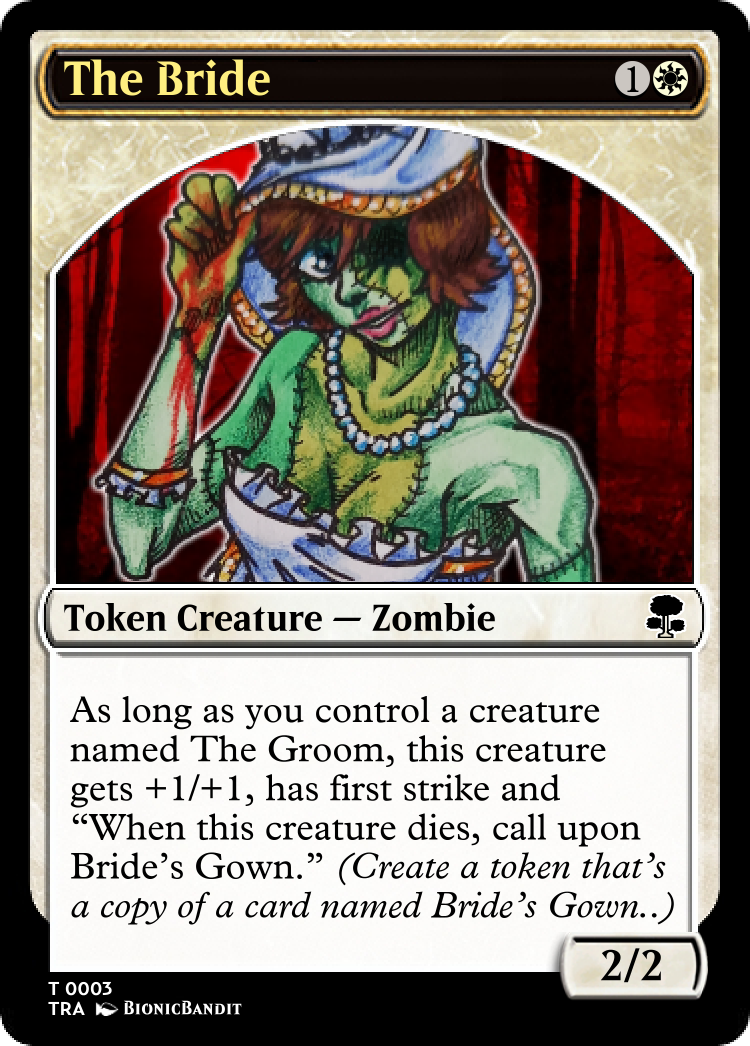 The Bride 1
Token Creature — Zombie
As long as you control a creature
named The Groom, this creature
gets +1/+1, has first strike and
“When this creature dies, call upon
Bride’s Gown.” (Create a token that’s
a copy of a card named Bride’s Gown..)
2/2
T 0003
TRA BionicBandit